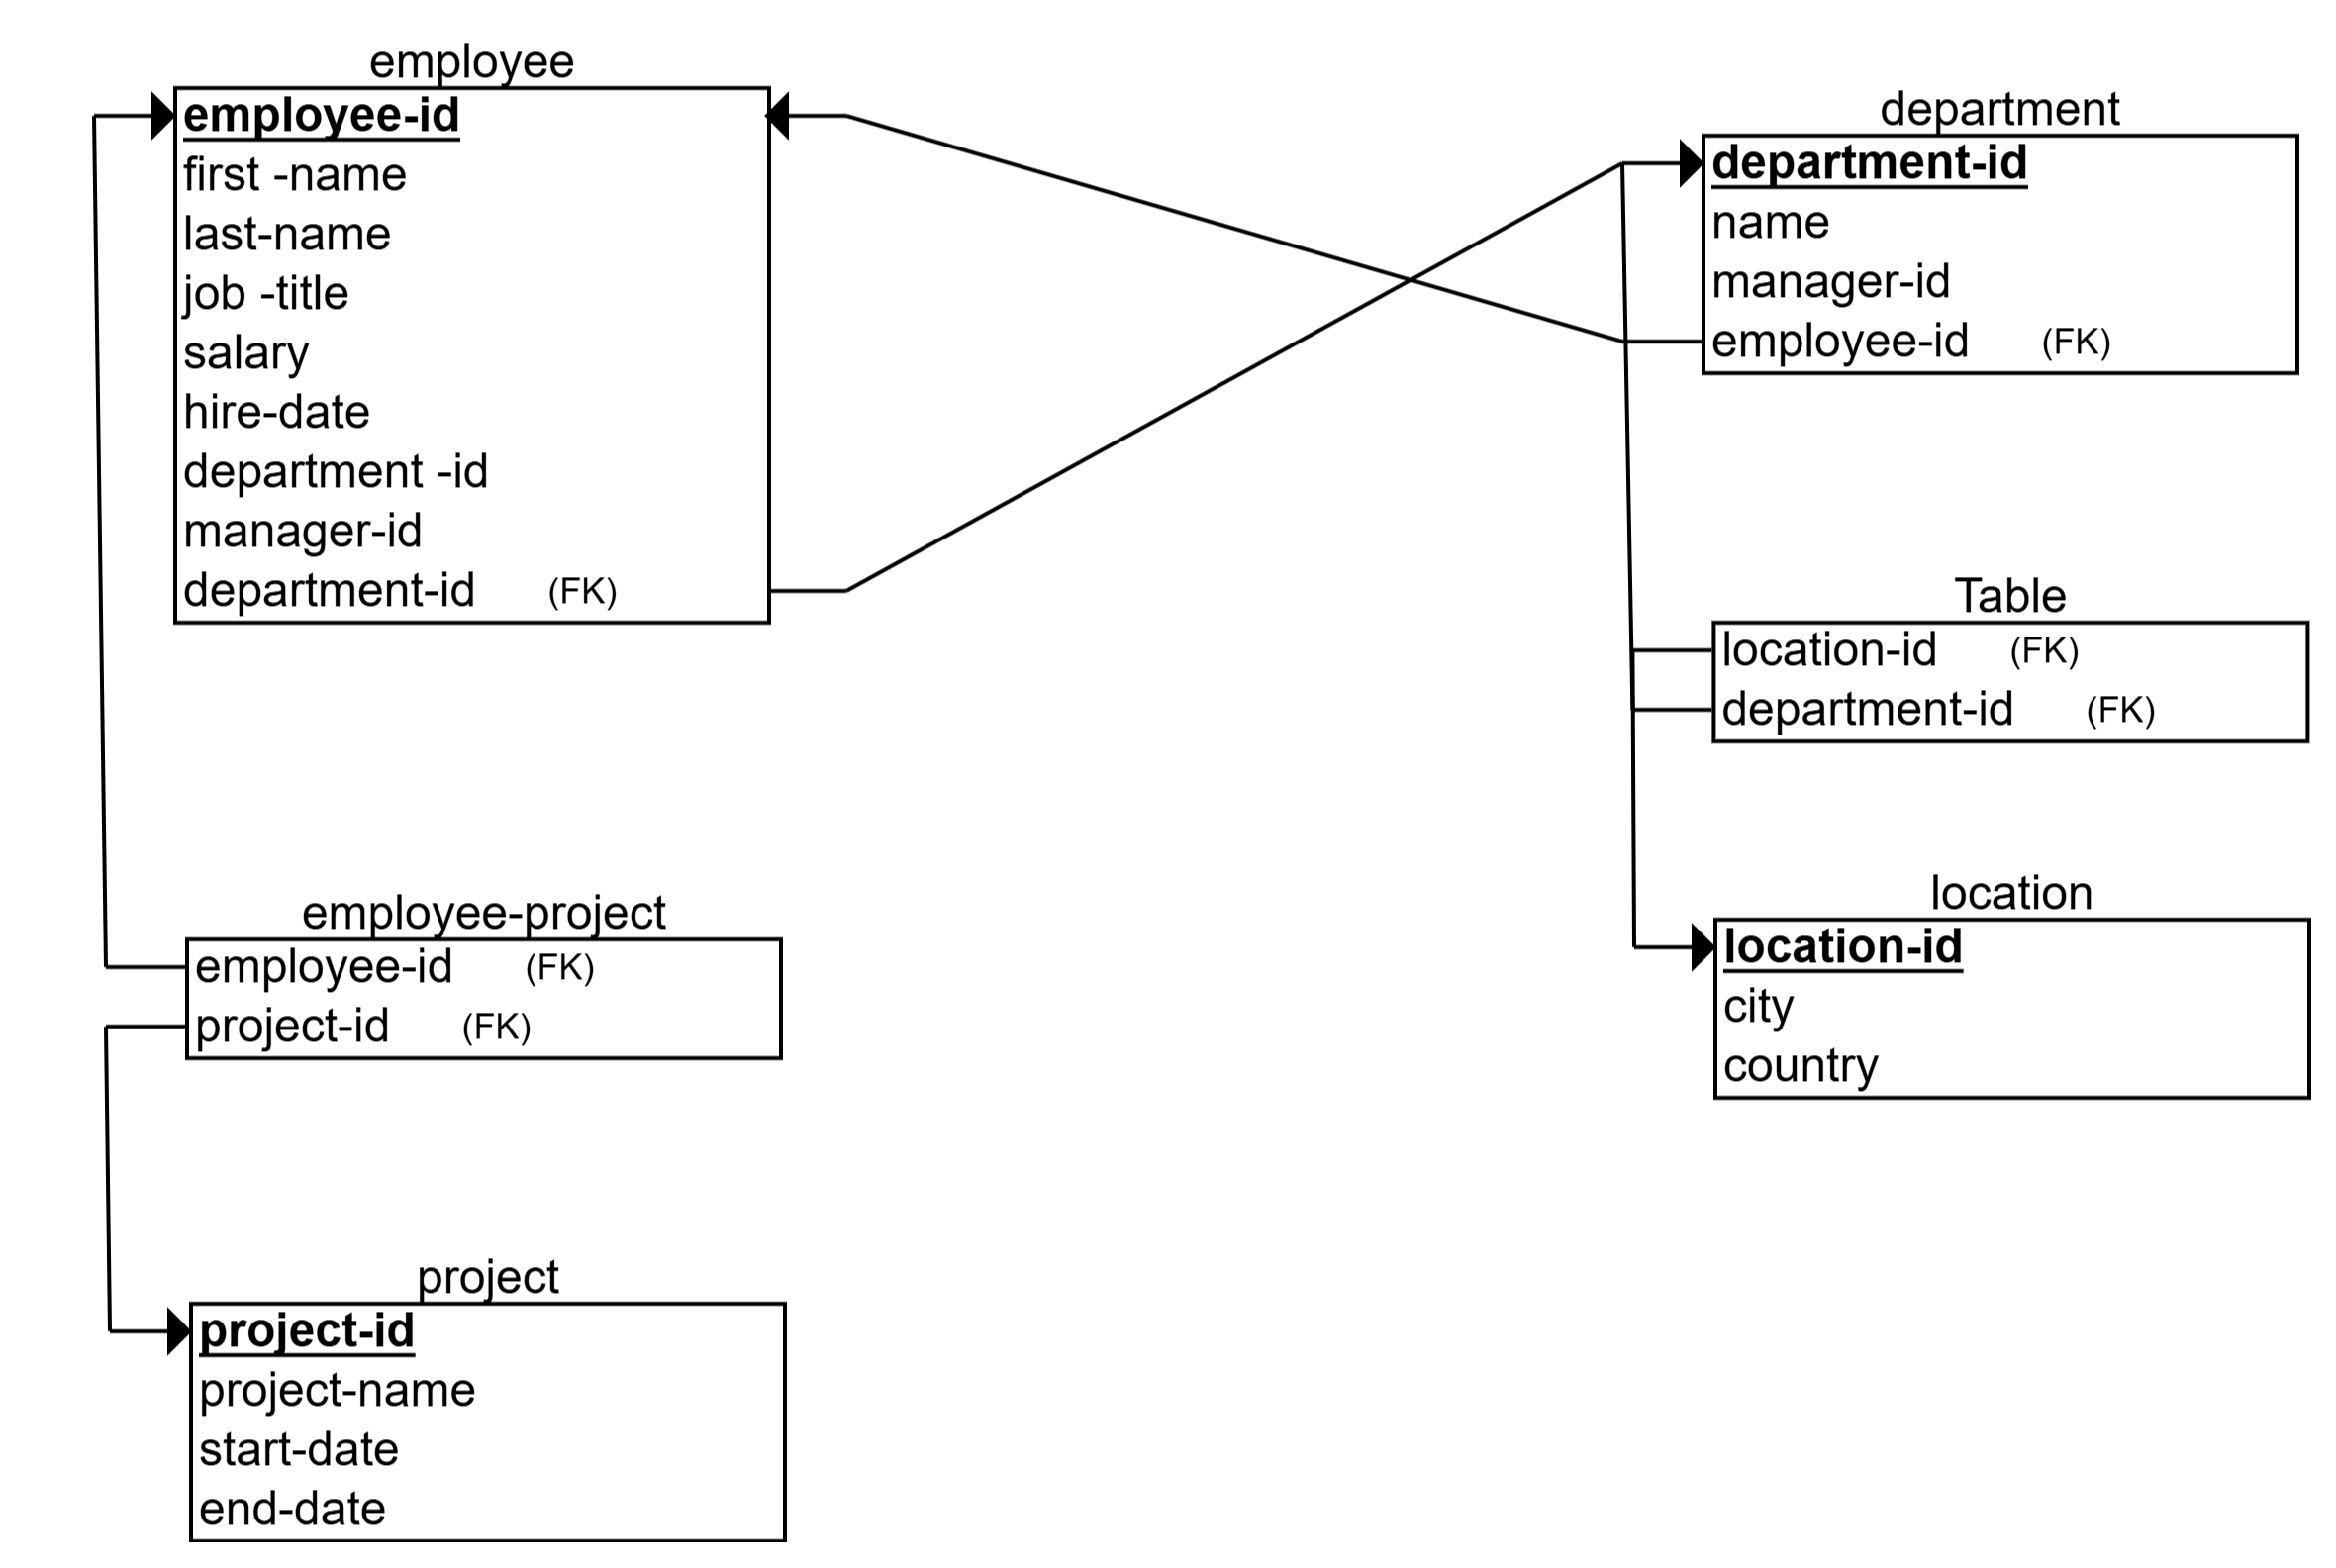 employee
employee-id
first -name
last-name
job -title
salary
hire-date
department -id
manager-id
department-id (FK)
department
department-id
name
manager-id
employee-id (FK)
Table
location-id (FK)
department-id (FK)
employee-project
employee-id (FK)
project-id (FK)
location
location-id
city
country
project
project-id
project-name
start-date
end-date